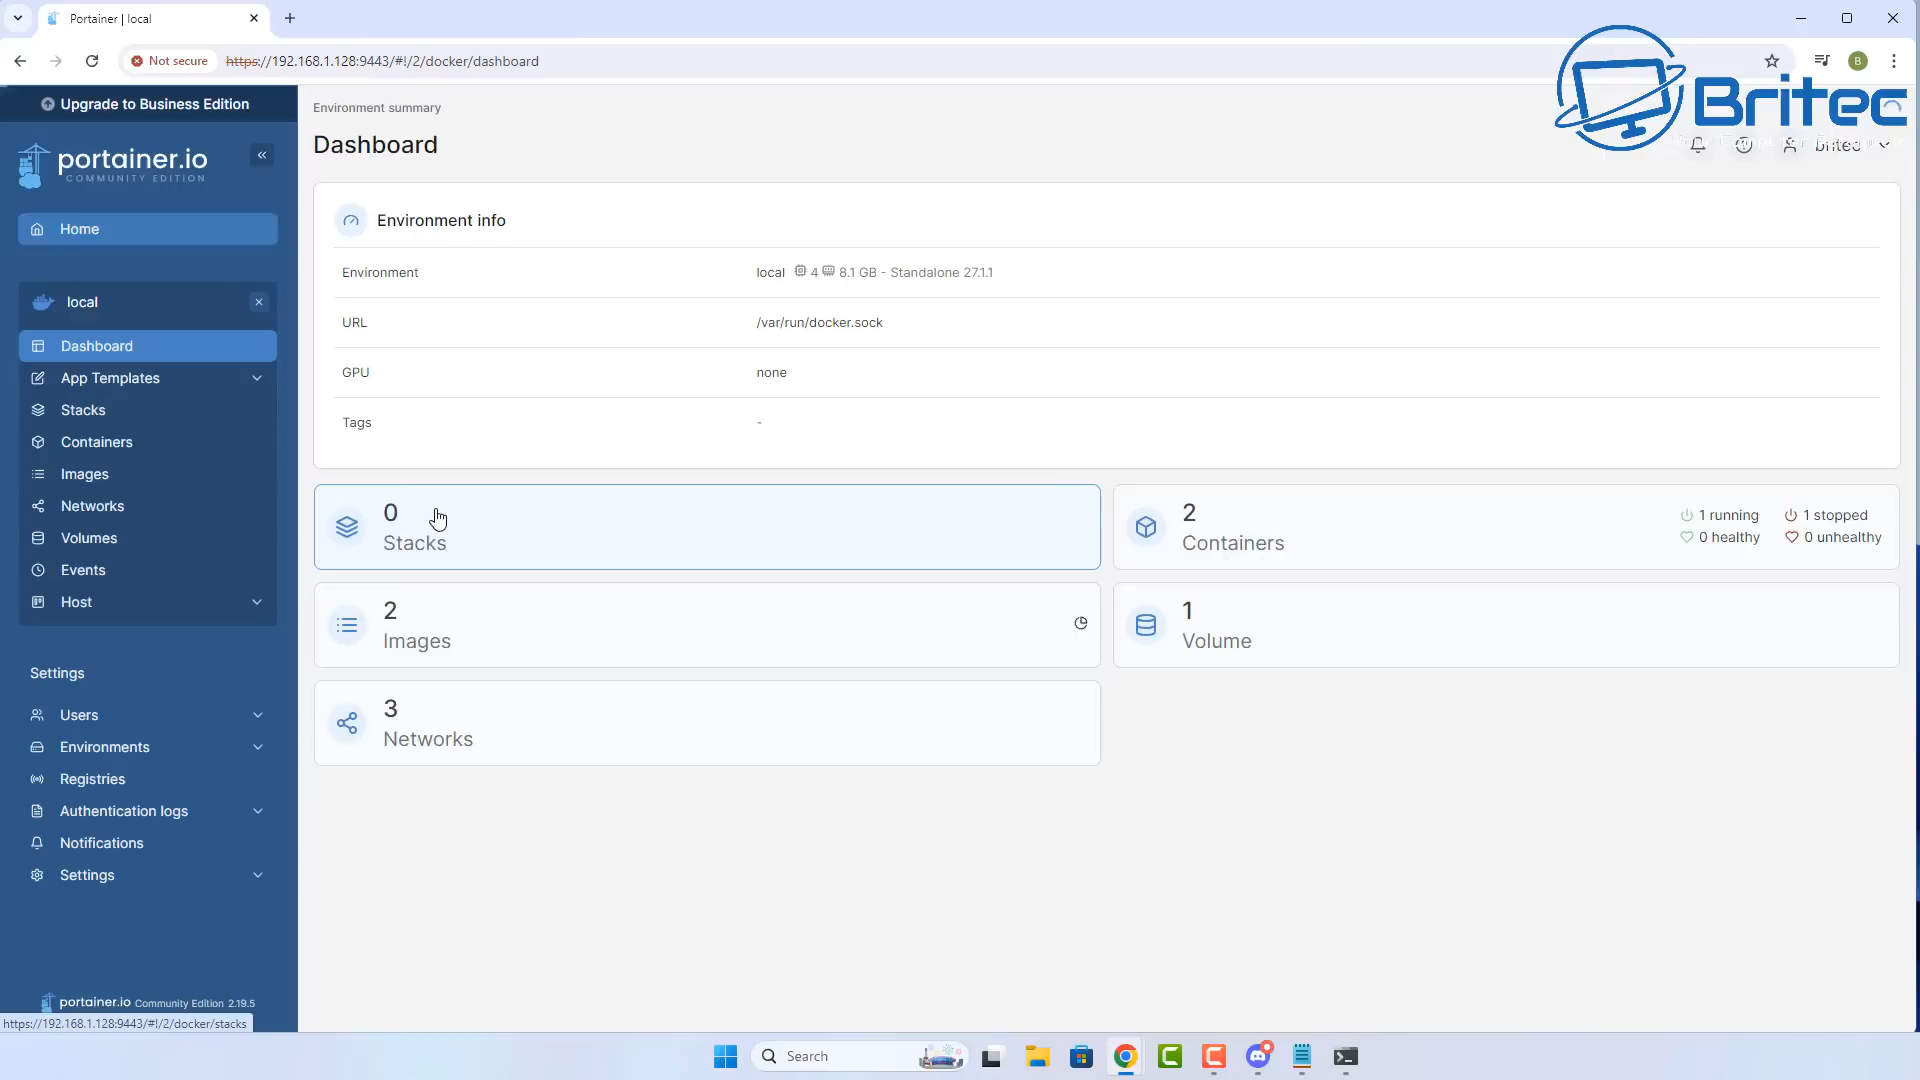 Portainer | local
Not secure
https://192.168.1.128:9443/#!/2/docker/dashboard
B
Britec
Upgrade to Business Edition
portainer.io
COMMUNITY EDITION
Home
local
Dashboard
App Templates
Stacks
Containers
Images
Networks
Volumes
Events
Host
Settings
Users
Environments
Registries
Authentication logs
Notifications
Settings
portainer.io Community Edition 2.19.5
https://192.168.1.128:9443/#!/2/docker/stacks
Environment summary
Dashboard
britec
Environment info
Environment
local 4 8.1 GB - Standalone 27.1.1
URL
/var/run/docker.sock
GPU
none
Tags
-
0
Stacks
2
Containers
1 running
1 stopped
0 healthy
0 unhealthy
2
Images
1
Volume
3
Networks
Search